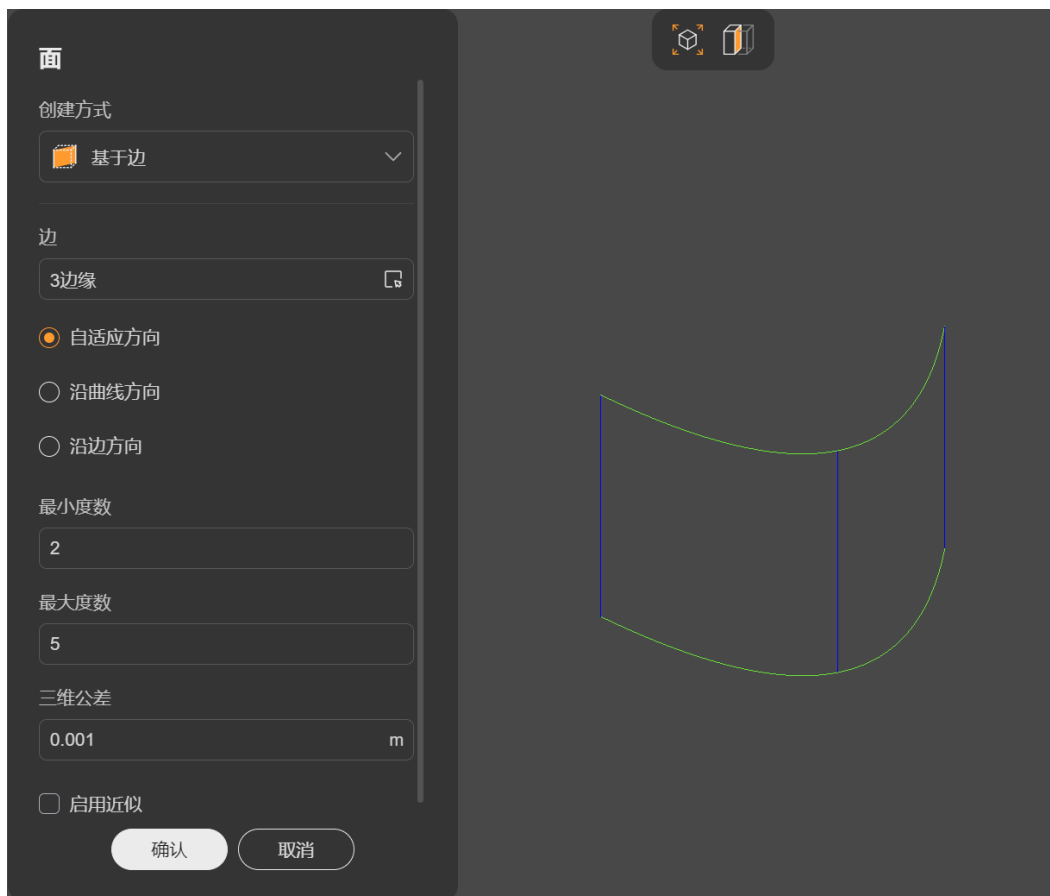 面
创建方式
基于边
边
3边缘
自适应方向
沿曲线方向
沿边方向
最小度数
2
最大度数
5
三维公差
0.001 m
启用近似
确认 取消